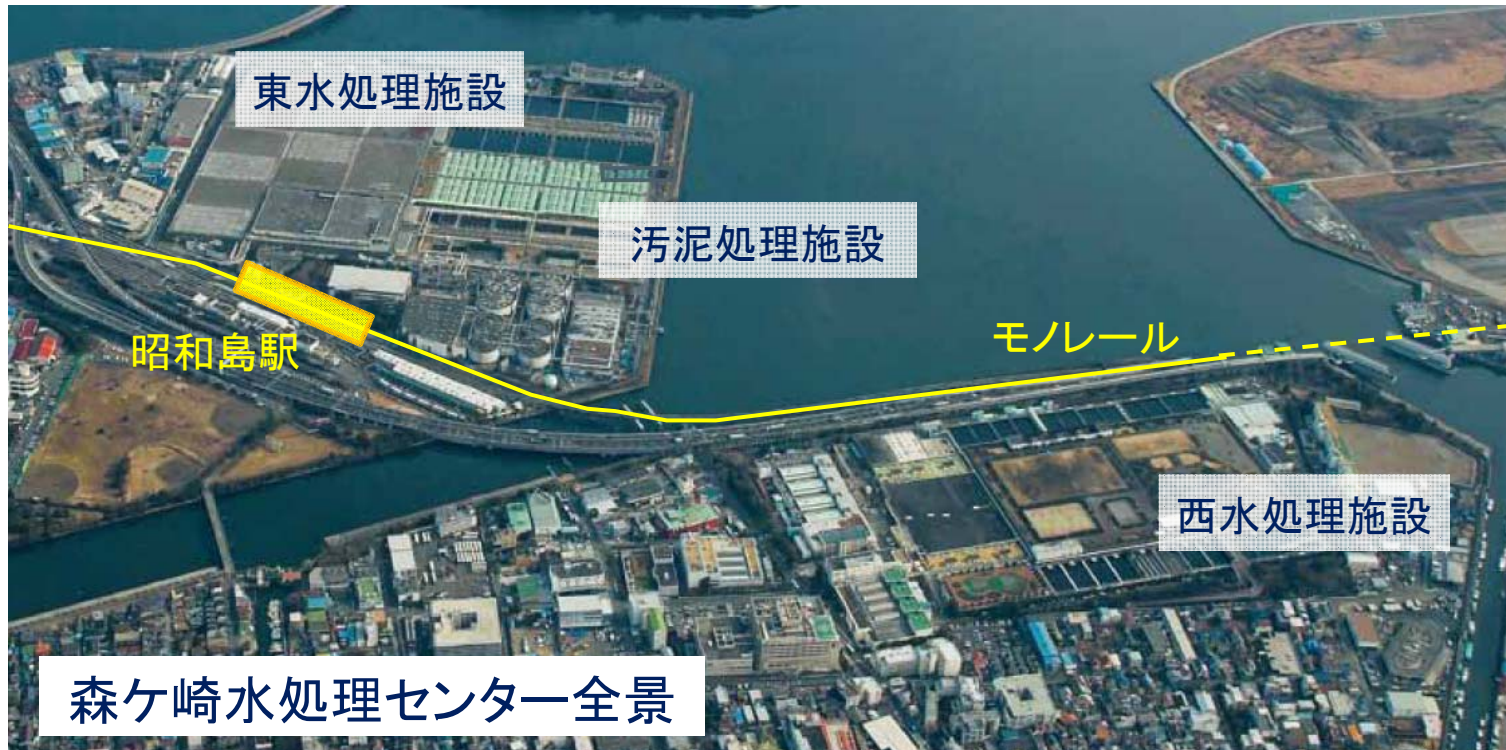 東水処理施設
汚泥処理施設
モノレール
昭和島駅
西水処理施設
森ケ崎水処理センター全景